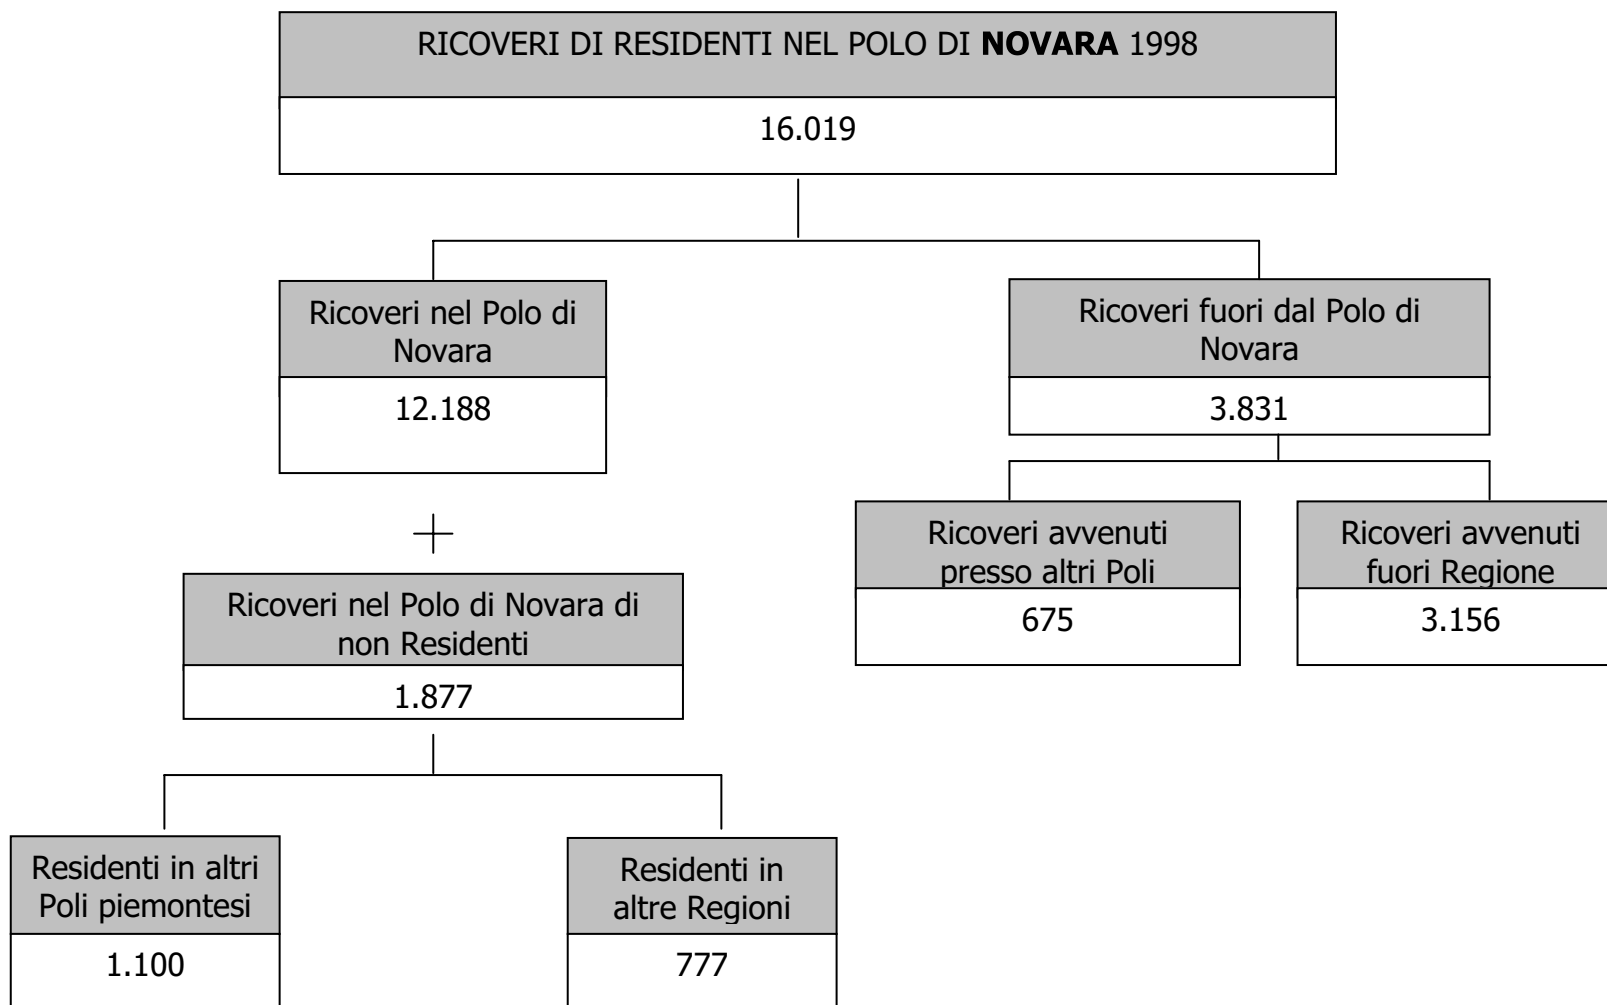 RICOVERI DI RESIDENTI NEL POLO DI NOVARA 1998
16.019
Ricoveri nel Polo di
Novara
12.188
Ricoveri fuori dal Polo di
Novara
3.831
Ricoveri avvenuti
presso altri Poli
675
Ricoveri avvenuti
fuori Regione
3.156
+
Ricoveri nel Polo di Novara di
non Residenti
1.877
Residenti in altri
Poli piemontesi
1.100
Residenti in
altre Regioni
777